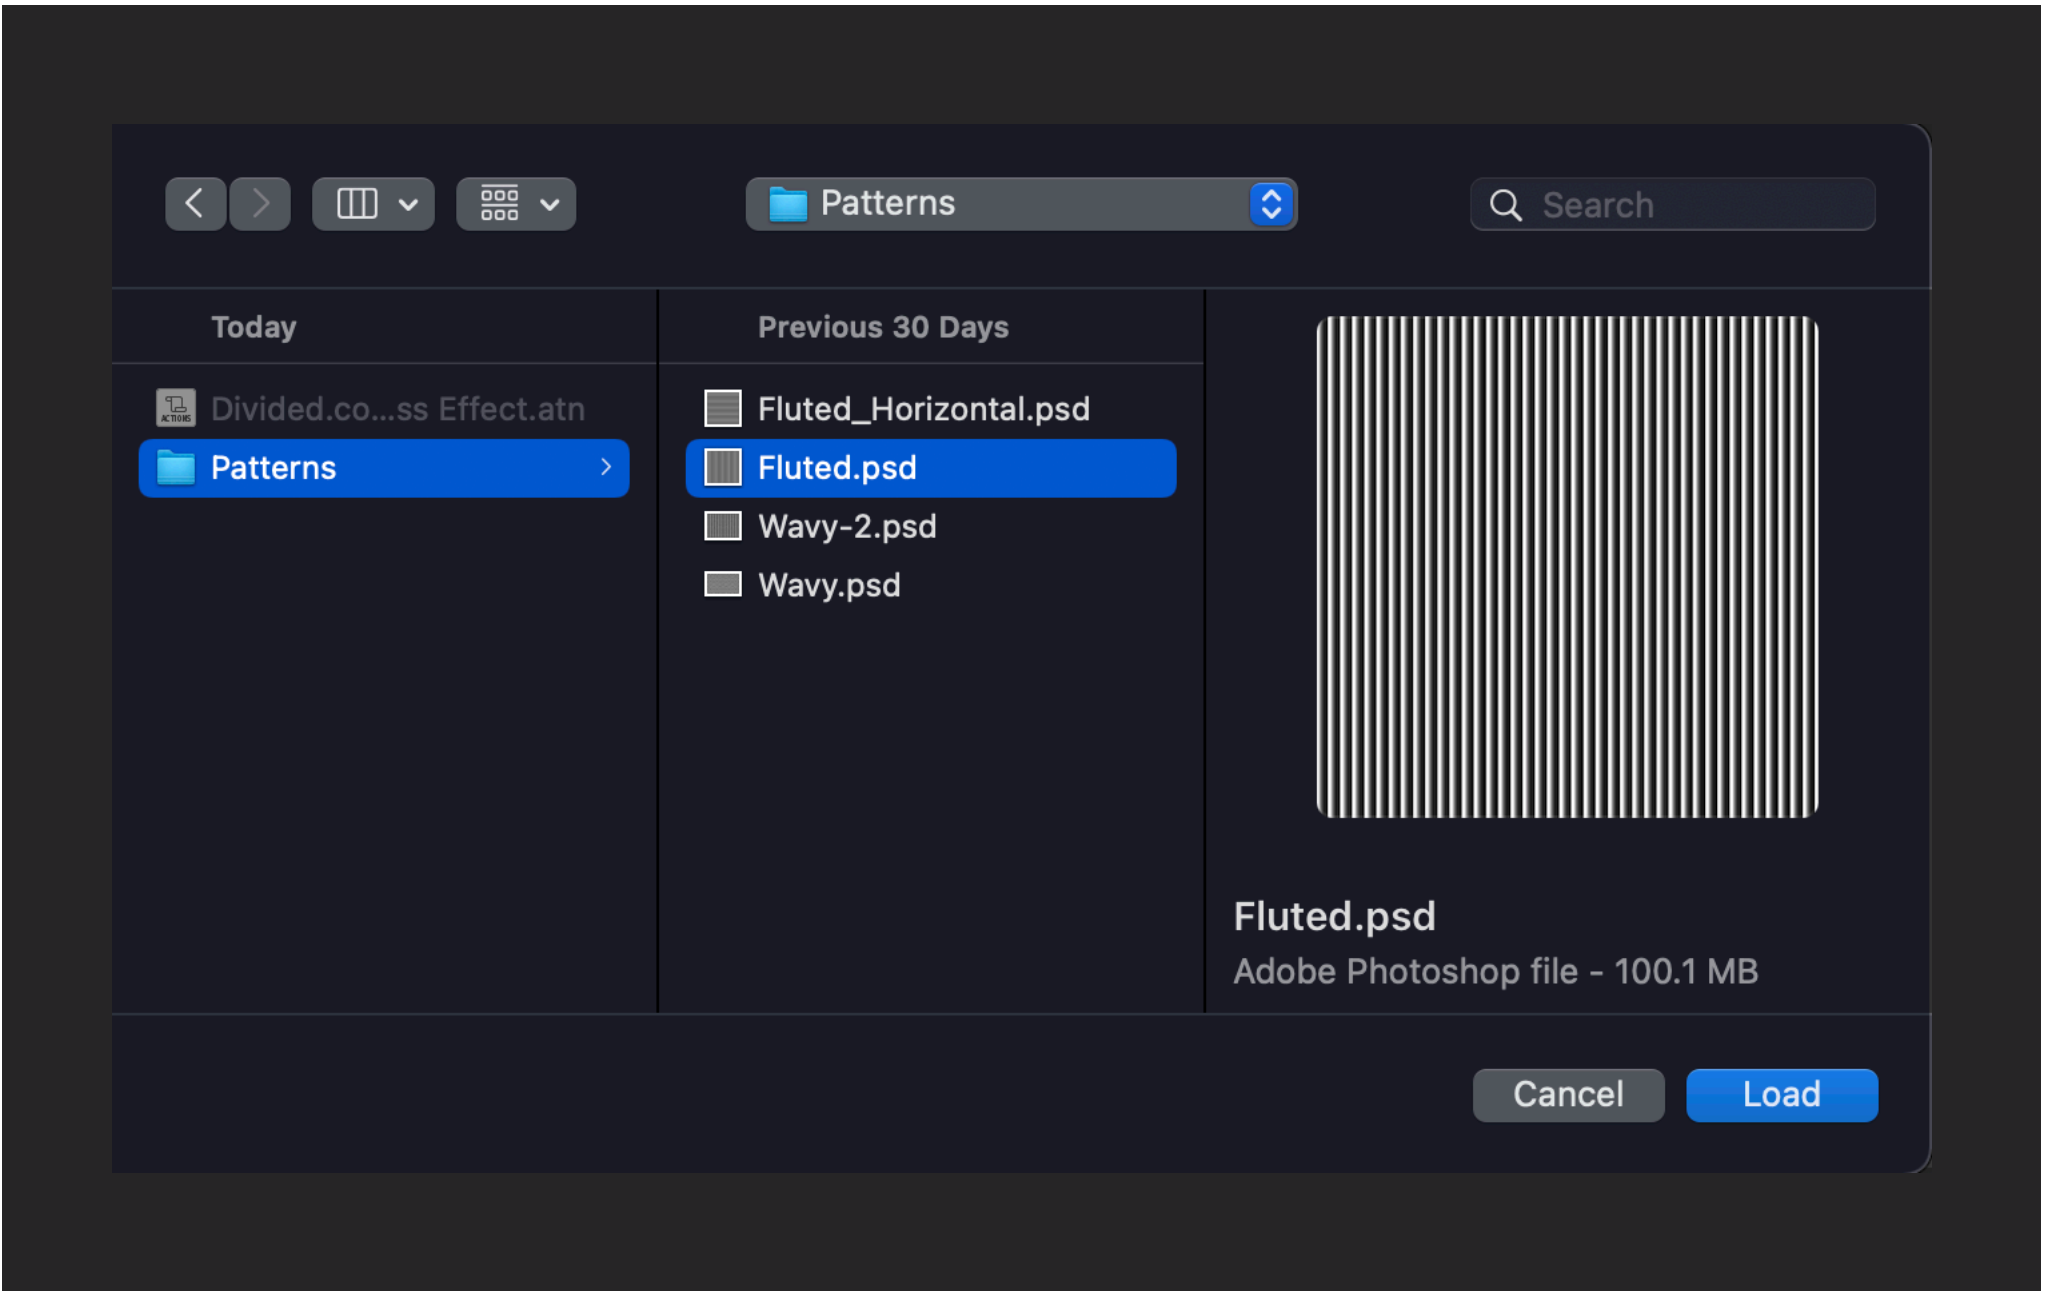 Patterns
Search
Today
Previous 30 Days
ACTIONS
Divided.co...ss Effect.atn
Patterns
Fluted_Horizontal.psd
Fluted.psd
Wavy-2.psd
Wavy.psd
Fluted.psd
Adobe Photoshop file - 100.1 MB
Cancel
Load